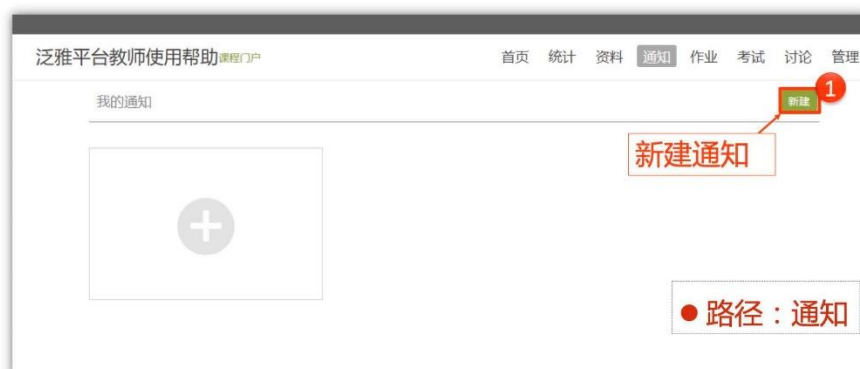 泛雅平台教师使用帮助课程门户 首页 统计 资料 通知 作业 考试 讨论 管理
我的通知 新建 1
新建通知
路径：通知